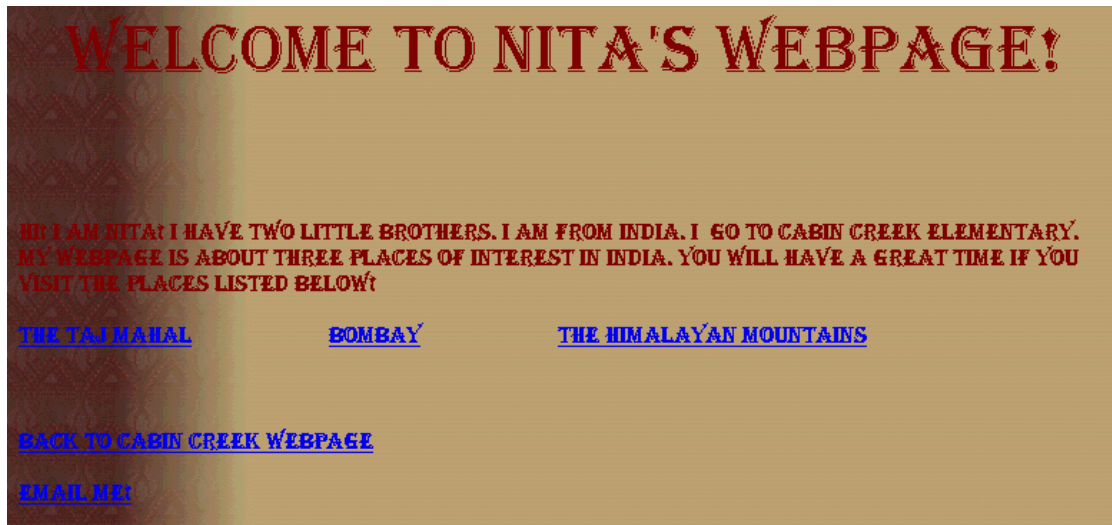 WELCOME TO NITA'S WEBPAGE!
HI! I AM NITA! I HAVE TWO LITTLE BROTHERS. I AM FROM INDIA. I GO TO CABIN CREEK ELEMENTARY.
MY WEBPAGE IS ABOUT THREE PLACES OF INTEREST IN INDIA. YOU WILL HAVE A GREAT TIME IF YOU
VISIT THE PLACES LISTED BELOW!
THE TAJ MAHAL BOMBAY THE HIMALAYAN MOUNTAINS
BACK TO CABIN CREEK WEBPAGE
EMAIL ME!